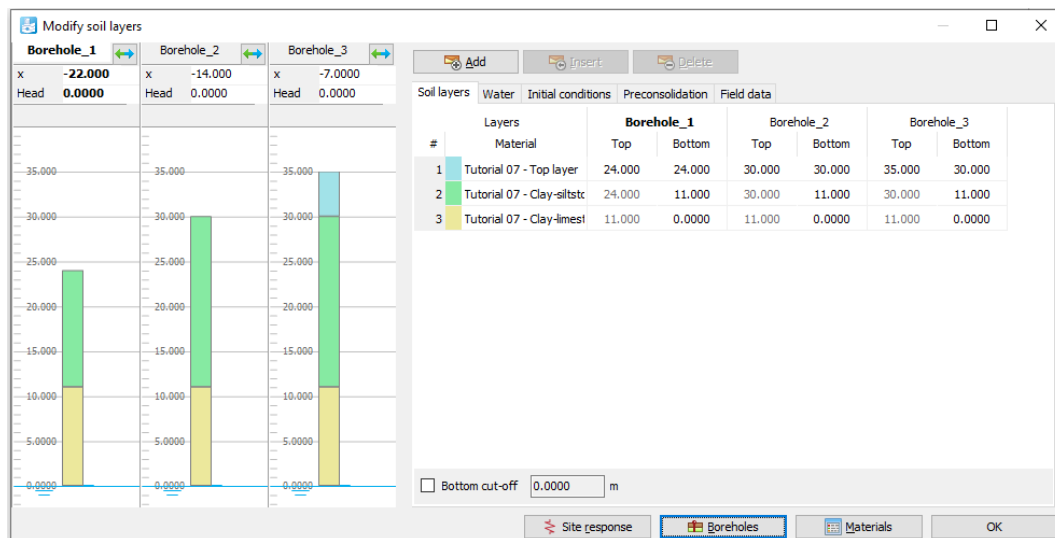 Modify soil layers
Borehole_1 Borehole_2 Borehole_3
x -22.000 x -14.000 x -7.0000
Head 0.0000 Head 0.0000 Head 0.0000
35.000 35.000 35.000
30.000 30.000 30.000
25.000 25.000 25.000
20.000 20.000 20.000
15.000 15.000 15.000
10.000 10.000 10.000
5.0000 5.0000 5.0000
0.0000 0.0000 0.0000
Add Insert Delete
Soil layers Water Initial conditions Preconsolidation Field data
Layers Borehole_1 Borehole_2 Borehole_3
# Material Top Bottom Top Bottom Top Bottom
1 Tutorial 07 - Top layer 24.000 24.000 30.000 30.000 35.000 30.000
2 Tutorial 07 - Clay-siltstc 24.000 11.000 30.000 11.000 30.000 11.000
3 Tutorial 07 - Clay-limest 11.000 0.0000 11.000 0.0000 11.000 0.0000
Bottom cut-off 0.0000 m
Site response Boreholes Materials OK